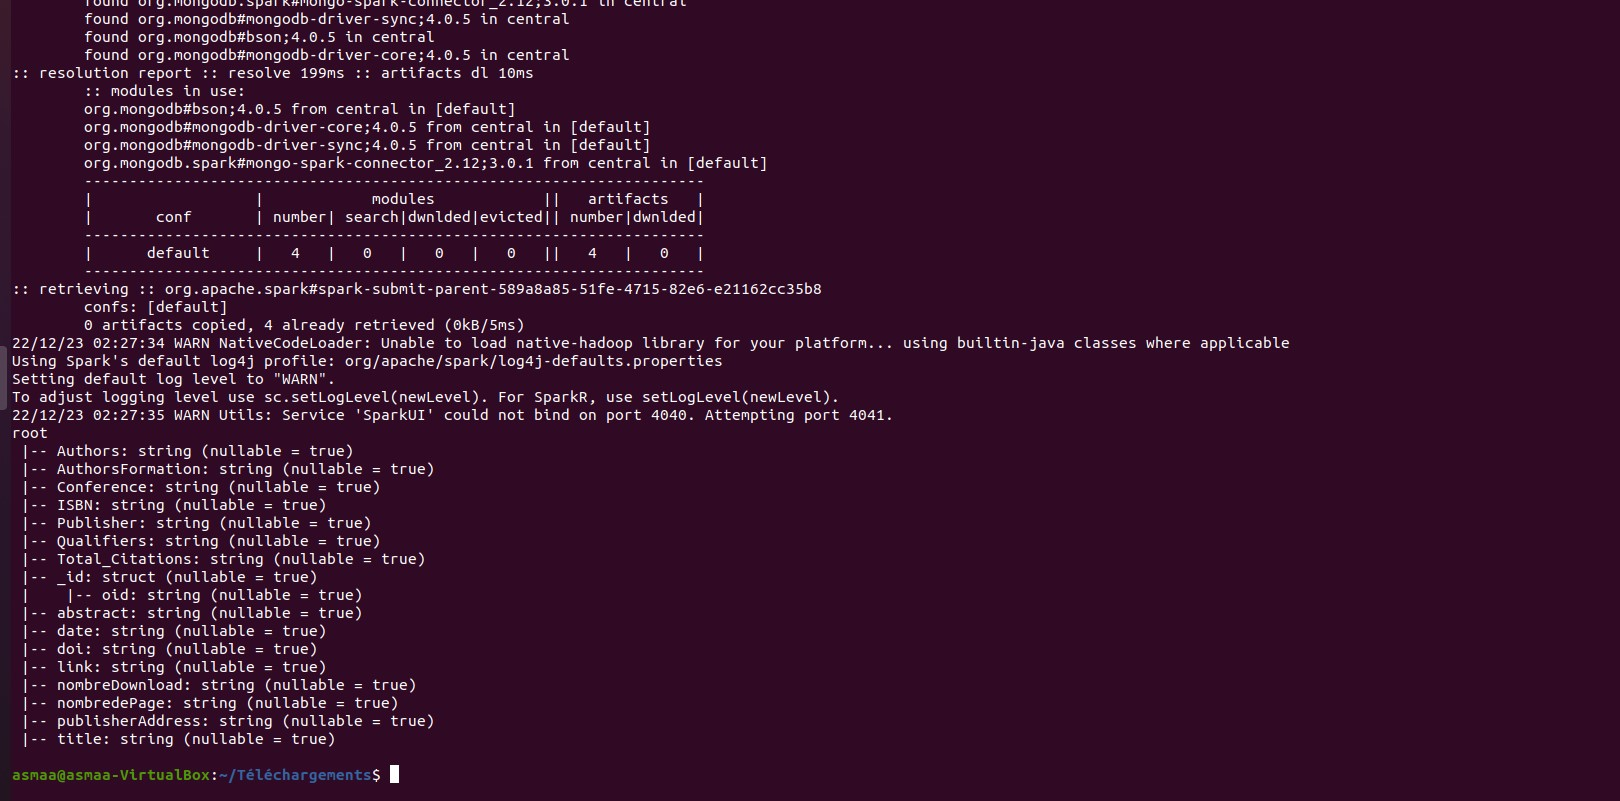 found org.mongodb.spark#mongo-spark-connector_2.12;3.0.1 in central
found org.mongodb#mongodb-driver-sync;4.0.5 in central
found org.mongodb#bson;4.0.5 in central
found org.mongodb#mongodb-driver-core;4.0.5 in central
:: resolution report :: resolve 199ms :: artifacts dl 10ms
:: modules in use:
org.mongodb#bson;4.0.5 from central in [default]
org.mongodb#mongodb-driver-core;4.0.5 from central in [default]
org.mongodb#mongodb-driver-sync;4.0.5 from central in [default]
org.mongodb.spark#mongo-spark-connector_2.12;3.0.1 from central in [default]
---------------------------------------------------------------------
|                  |            modules            ||   artifacts   |
|       conf       | number| search|dwnlded|evicted|| number|dwnlded|
---------------------------------------------------------------------
|      default     |   4   |   0   |   0   |   0   ||   4   |   0   |
---------------------------------------------------------------------
:: retrieving :: org.apache.spark#spark-submit-parent-589a8a85-51fe-4715-82e6-e21162cc35b8
confs: [default]
0 artifacts copied, 4 already retrieved (0kB/5ms)
22/12/23 02:27:34 WARN NativeCodeLoader: Unable to load native-hadoop library for your platform... using builtin-java classes where applicable
Using Spark's default log4j profile: org/apache/spark/log4j-defaults.properties
Setting default log level to "WARN".
To adjust logging level use sc.setLogLevel(newLevel). For SparkR, use setLogLevel(newLevel).
22/12/23 02:27:35 WARN Utils: Service 'SparkUI' could not bind on port 4040. Attempting port 4041.
root
 |-- Authors: string (nullable = true)
 |-- AuthorsFormation: string (nullable = true)
 |-- Conference: string (nullable = true)
 |-- ISBN: string (nullable = true)
 |-- Publisher: string (nullable = true)
 |-- Qualifiers: string (nullable = true)
 |-- Total_Citations: string (nullable = true)
 |-- _id: struct (nullable = true)
 |    |-- oid: string (nullable = true)
 |-- abstract: string (nullable = true)
 |-- date: string (nullable = true)
 |-- doi: string (nullable = true)
 |-- link: string (nullable = true)
 |-- nombreDownload: string (nullable = true)
 |-- nombredePage: string (nullable = true)
 |-- publisherAddress: string (nullable = true)
 |-- title: string (nullable = true)
asmaa@asmaa-VirtualBox:~/Téléchargements$